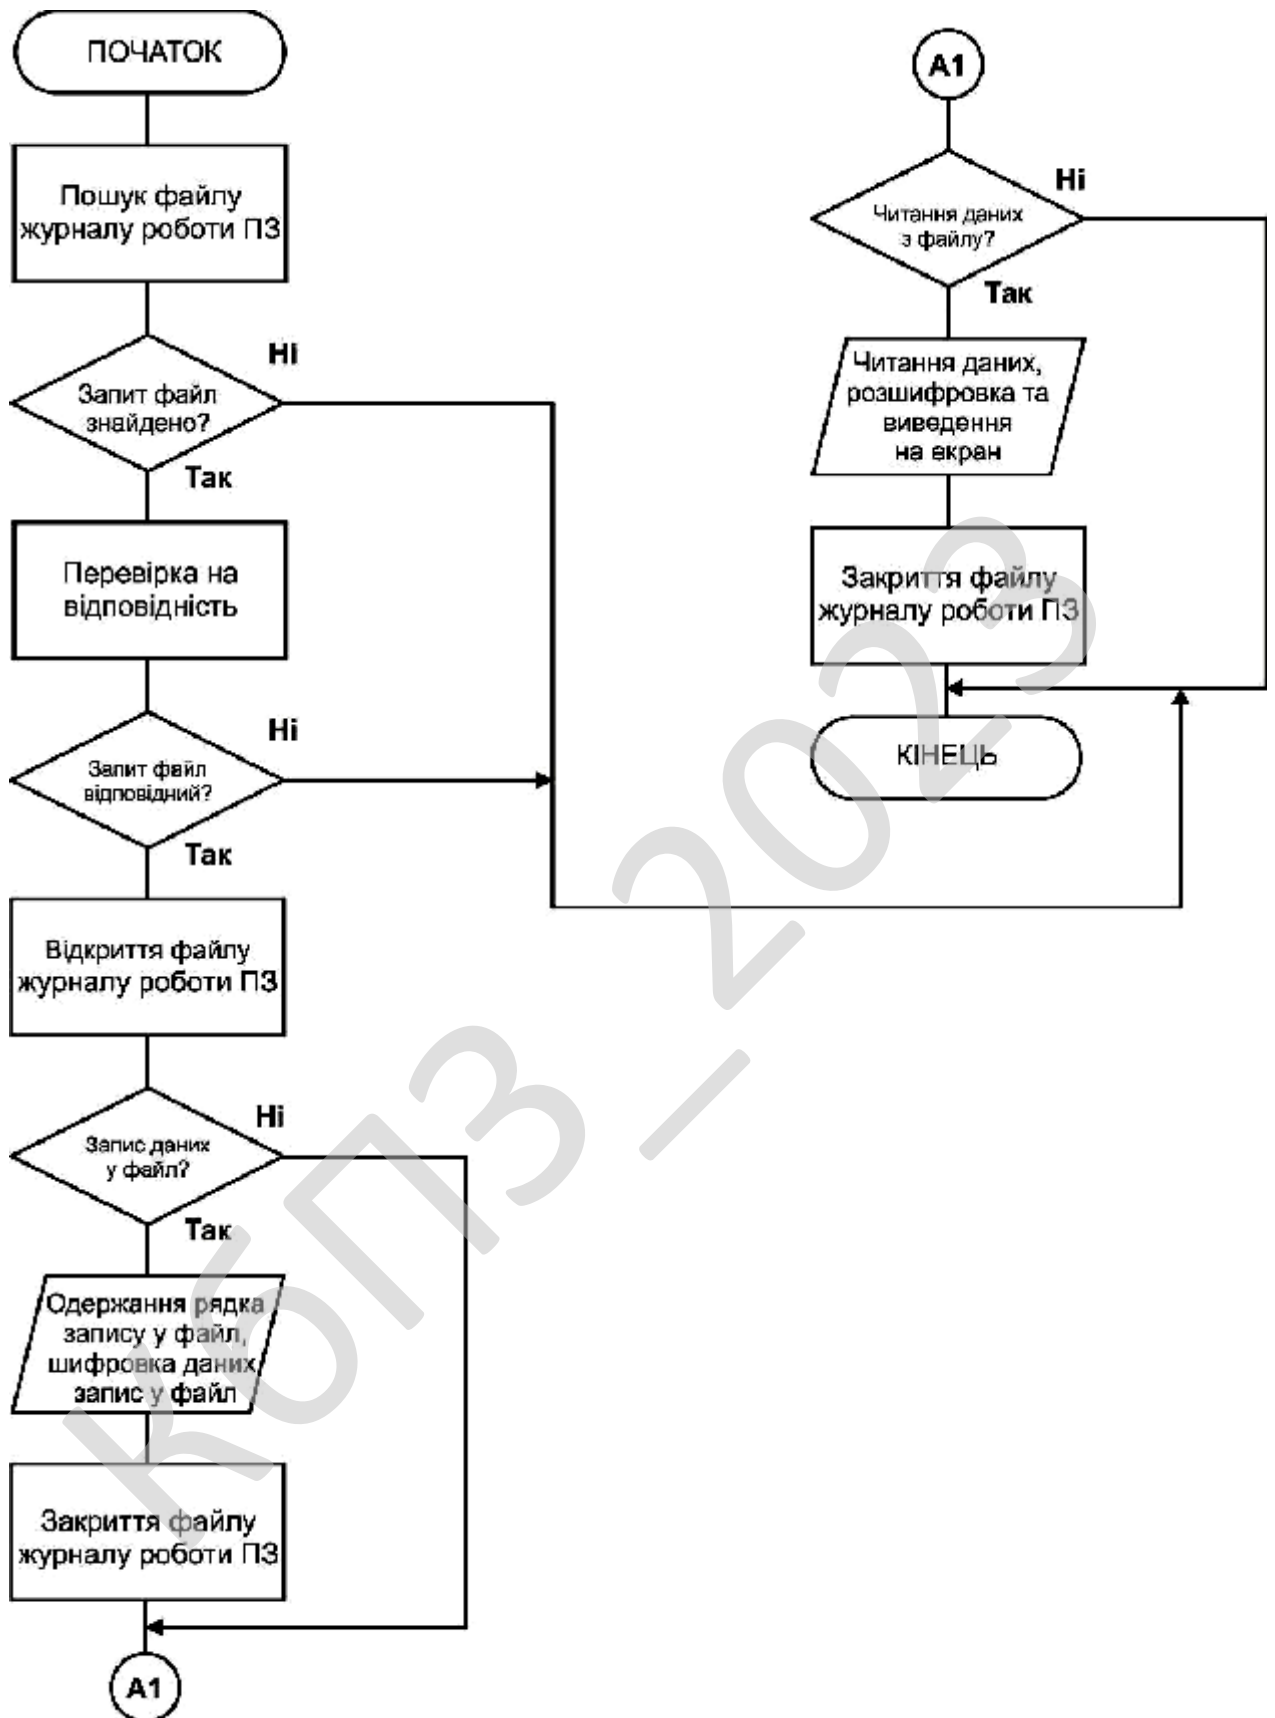 ПОЧАТОК
Пошук файлу
журналу роботи ПЗ
Ні
Запит файл
знайдено?
Так
Перевірка на
відповідність
Ні
Запит файл
відповідний?
Так
Відкриття файлу
журналу роботи ПЗ
Ні
Запис даних
у файл?
Так
Одержання рядка
запису у файл,
шифровка даних
запис у файл
Закриття файлу
журналу роботи ПЗ
А1
А1
Ні
Читання даних
з файлу?
Так
Читання даних,
розшифровка та
виведення
на екран
Закриття файлу
журналу роботи ПЗ
КІНЕЦЬ
КбПЗ_2023